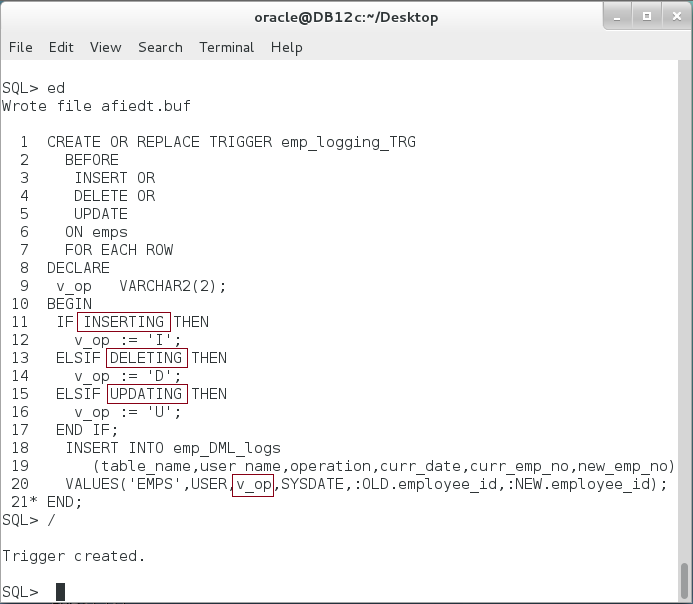 oracle@DB12c:~/Desktop
File Edit View Search Terminal Help
SQL> ed
Wrote file afiedt.buf
  1  CREATE OR REPLACE TRIGGER emp_logging_TRG
  2    BEFORE
  3     INSERT OR
  4     DELETE OR
  5     UPDATE
  6    ON emps
  7    FOR EACH ROW
  8  DECLARE
  9   v_op   VARCHAR2(2);
 10  BEGIN
 11   IF INSERTING THEN
 12     v_op := 'I';
 13   ELSIF DELETING THEN
 14     v_op := 'D';
 15   ELSIF UPDATING THEN
 16     v_op := 'U';
 17   END IF;
 18    INSERT INTO emp_DML_logs
 19       (table_name,user_name,operation,curr_date,curr_emp_no,new_emp_no)
 20    VALUES('EMPS',USER,v_op,SYSDATE,:OLD.employee_id,:NEW.employee_id);
 21* END;
SQL> /
Trigger created.
SQL>